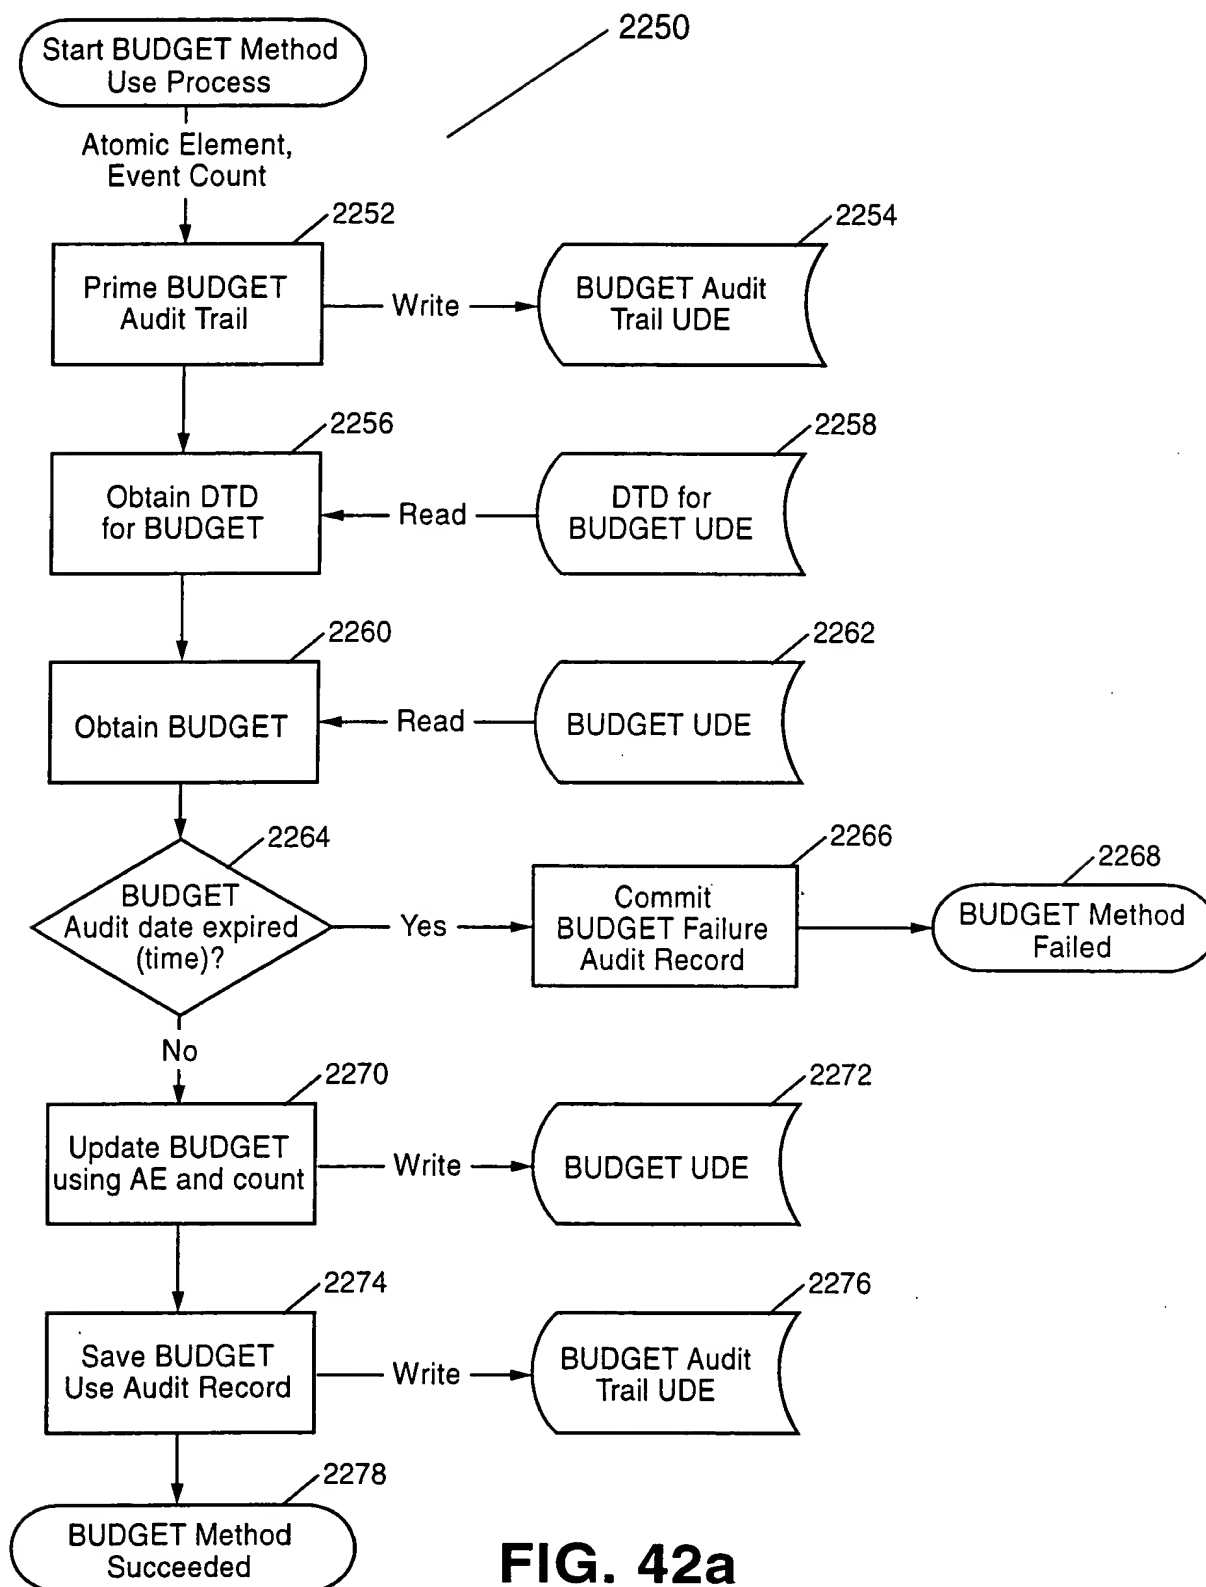 2250
Start BUDGET Method
Use Process
Atomic Element,
Event Count
2252
2254
Prime BUDGET
Audit Trail
Write
BUDGET Audit
Trail UDE
2256
2258
Obtain DTD
for BUDGET
Read
DTD for
BUDGET UDE
2260
2262
Obtain BUDGET
Read
BUDGET UDE
2264
2266
2268
BUDGET
Audit date expired
(time)?
Yes
Commit
BUDGET Failure
Audit Record
BUDGET Method
Failed
No
2270
2272
Update BUDGET
using AE and count
Write
BUDGET UDE
2274
2276
Save BUDGET
Use Audit Record
Write
BUDGET Audit
Trail UDE
2278
BUDGET Method
Succeeded
FIG. 42a